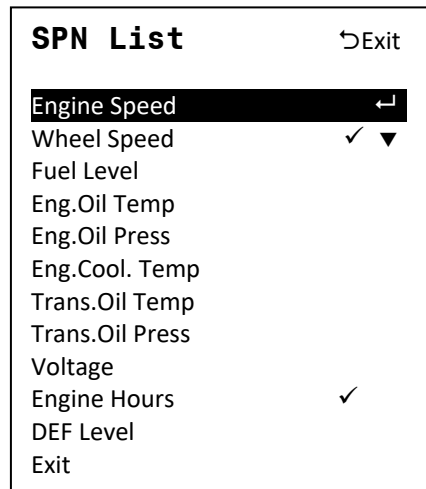 SPN List ⮌Exit
Engine Speed ↵
Wheel Speed ✓ ▼
Fuel Level
Eng.Oil Temp
Eng.Oil Press
Eng.Cool. Temp
Trans.Oil Temp
Trans.Oil Press
Voltage
Engine Hours ✓
DEF Level
Exit